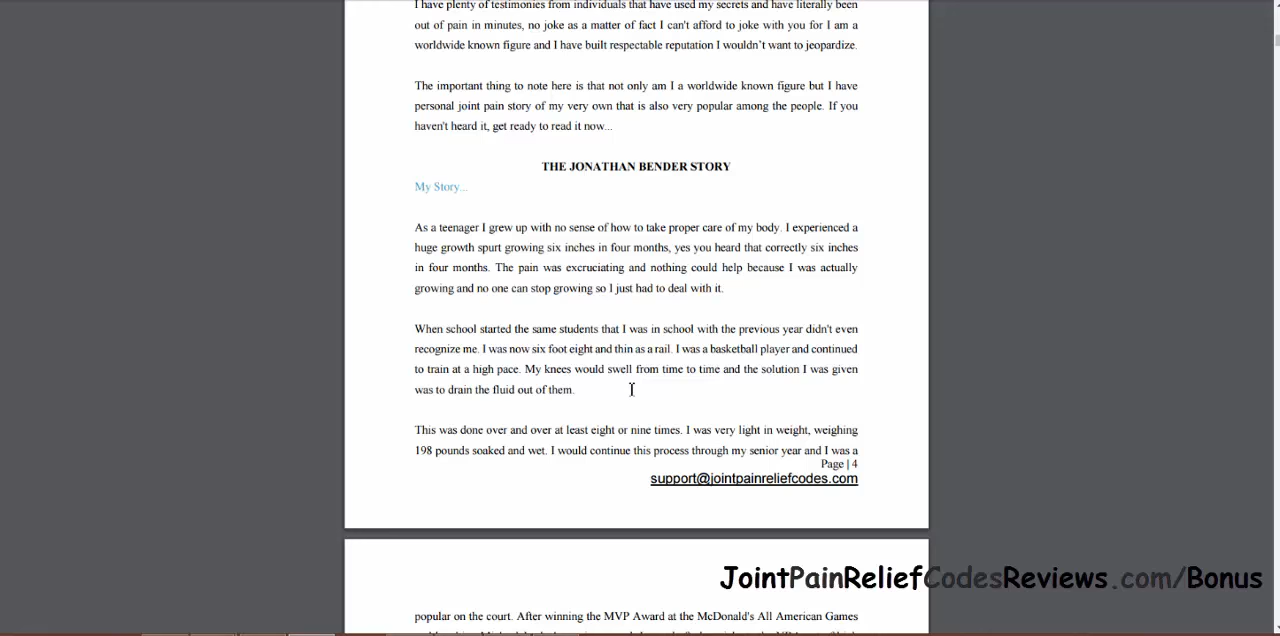 I have plenty of testimonies from individuals that have used my secrets and have literally been
out of pain in minutes, no joke as a matter of fact I can't afford to joke with you for I am a
worldwide known figure and I have built respectable reputation I wouldn't want to jeopardize.
The important thing to note here is that not only am I a worldwide known figure but I have
personal joint pain story of my very own that is also very popular among the people. If you
haven't heard it, get ready to read it now...
THE JONATHAN BENDER STORY
My Story...
As a teenager I grew up with no sense of how to take proper care of my body. I experienced a
huge growth spurt growing six inches in four months, yes you heard that correctly six inches
in four months. The pain was excruciating and nothing could help because I was actually
growing and no one can stop growing so I just had to deal with it.
When school started the same students that I was in school with the previous year didn't even
recognize me. I was now six foot eight and thin as a rail. I was a basketball player and continued
to train at a high pace. My knees would swell from time to time and the solution I was given
was to drain the fluid out of them.
This was done over and over at least eight or nine times. I was very light in weight, weighing
198 pounds soaked and wet. I would continue this process through my senior year and I was a
Page | 4
support@jointpainreliefcodes.com
JointPainReliefCodesReviews.com/Bonus
popular on the court. After winning the MVP Award at the McDonald's All American Games